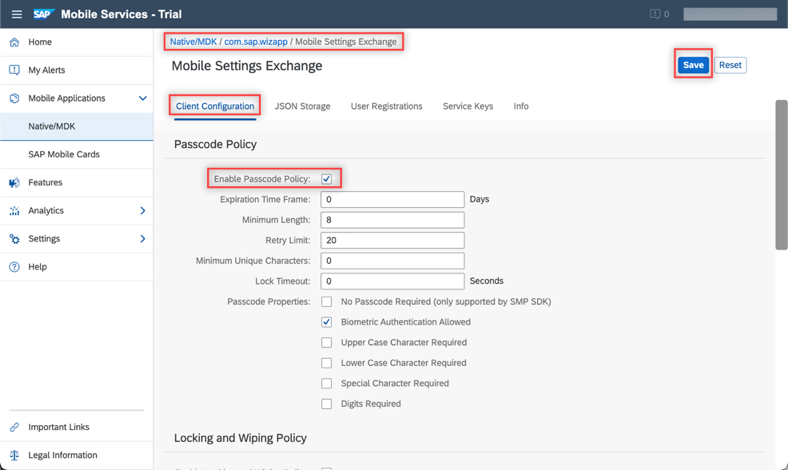 SAP Mobile Services - Trial
0
Home
My Alerts
Mobile Applications
Native/MDK
SAP Mobile Cards
Features
Analytics
Settings
Help
Important Links
Legal Information
Native/MDK / com.sap.wizapp / Mobile Settings Exchange
Mobile Settings Exchange
Save Reset
Client Configuration JSON Storage User Registrations Service Keys Info
Passcode Policy
Enable Passcode Policy:
Expiration Time Frame: 0 Days
Minimum Length: 8
Retry Limit: 20
Minimum Unique Characters: 0
Lock Timeout: 0 Seconds
Passcode Properties: No Passcode Required (only supported by SMP SDK)
Biometric Authentication Allowed
Upper Case Character Required
Lower Case Character Required
Special Character Required
Digits Required
Locking and Wiping Policy